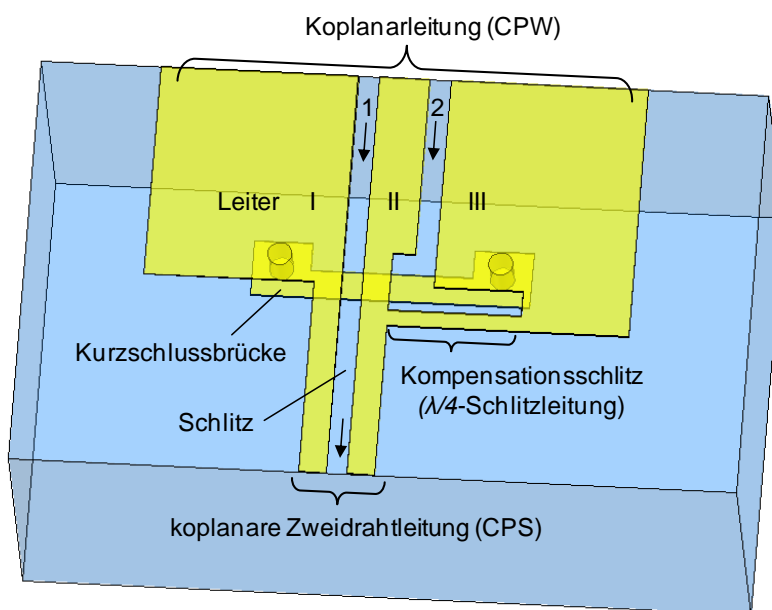 Koplanarleitung (CPW)
1 2
Leiter I II III
Kurzschlussbrücke
Kompensationsschlitz
(λ/4-Schlitzleitung)
Schlitz
koplanare Zweidrahtleitung (CPS)